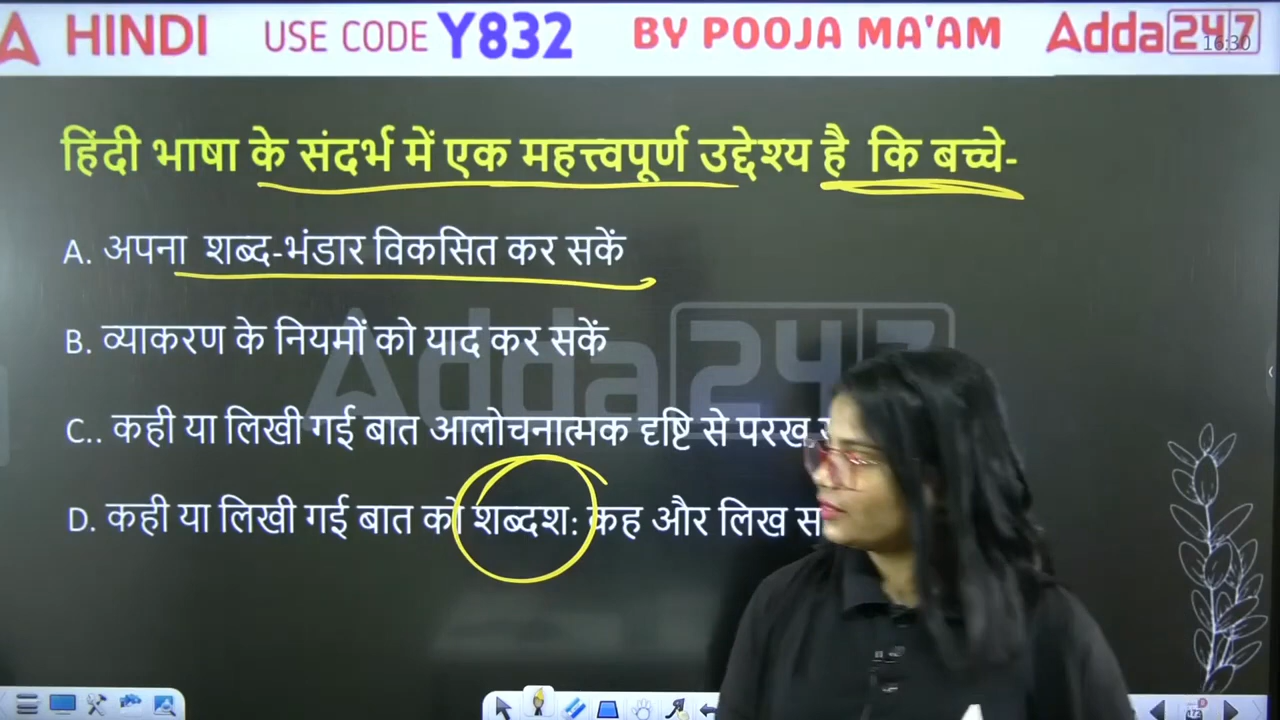 HINDI USE CODE Y832 BY POOJA MA'AM Adda247
16:30
हिंदी भाषा के संदर्भ में एक महत्त्वपूर्ण उद्देश्य है कि बच्चे-
A. अपना शब्द-भंडार विकसित कर सकें
B. व्याकरण के नियमों को याद कर सकें
Adda247
C.. कही या लिखी गई बात आलोचनात्मक दृष्टि से परख
D. कही या लिखी गई बात को शब्दश: कह और लिख